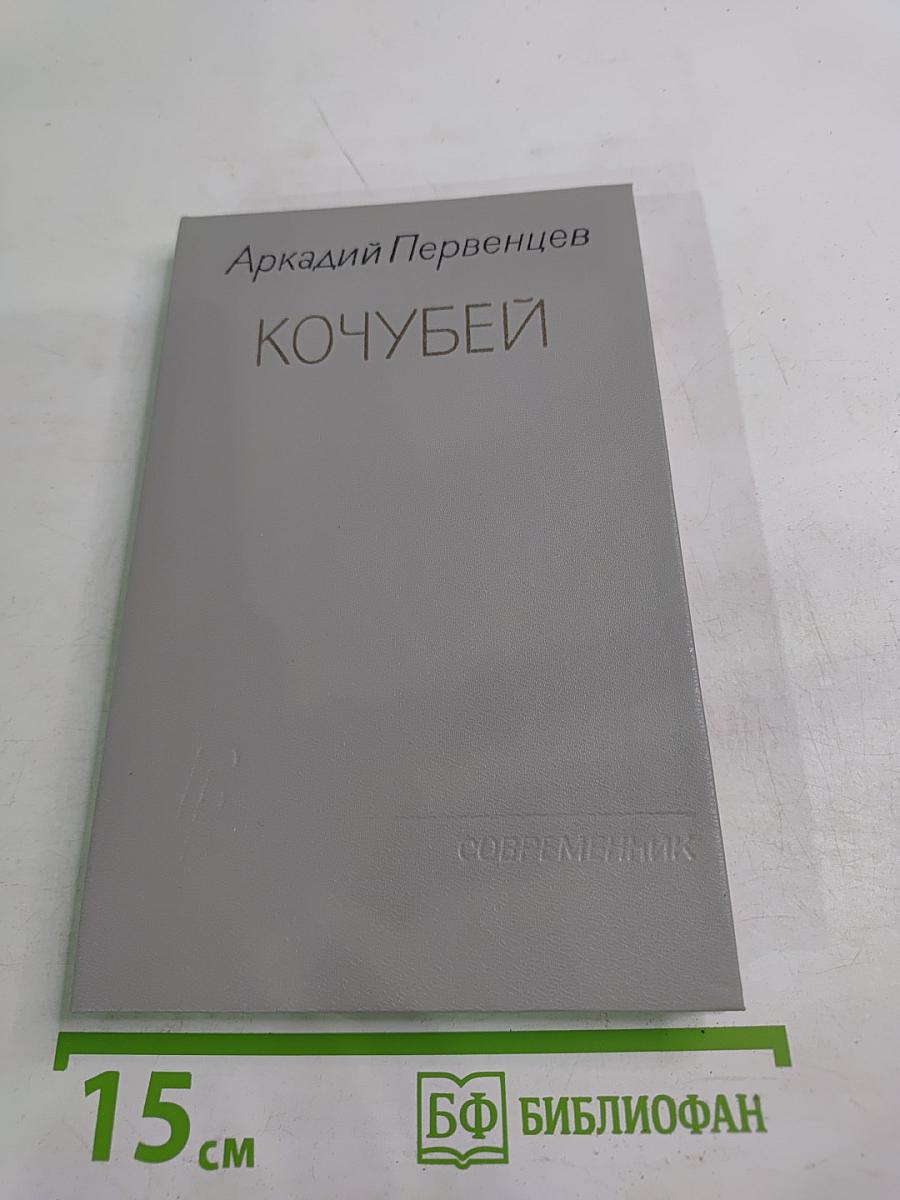 Аркадий Первенцев
КОЧУБЕЙ
СОВРЕМЕННИК
15 см
БФ БИБЛИОФАН